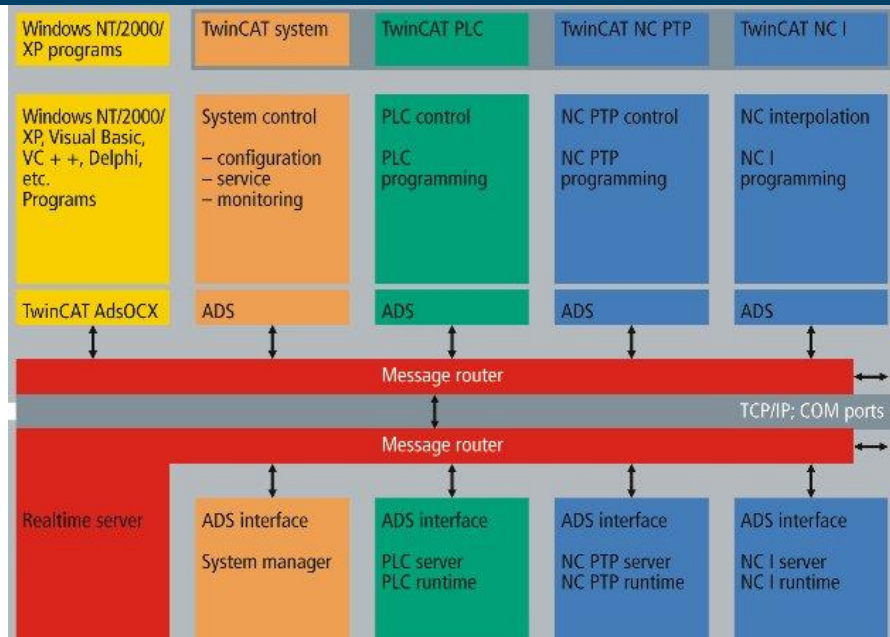 Windows NT/2000/
XP programs
TwinCAT system
TwinCAT PLC
TwinCAT NC PTP
TwinCAT NC I
Windows NT/2000/
XP, Visual Basic,
VC + +, Delphi,
etc.
Programs
System control
– configuration
– service
– monitoring
PLC control
PLC
programming
NC PTP control
NC PTP
programming
NC interpolation
NC I
programming
TwinCAT AdsOCX
ADS
ADS
ADS
ADS
Message router
TCP/IP; COM ports
Message router
Realtime server
ADS interface
System manager
ADS interface
PLC server
PLC runtime
ADS interface
NC PTP server
NC PTP runtime
ADS interface
NC I server
NC I runtime